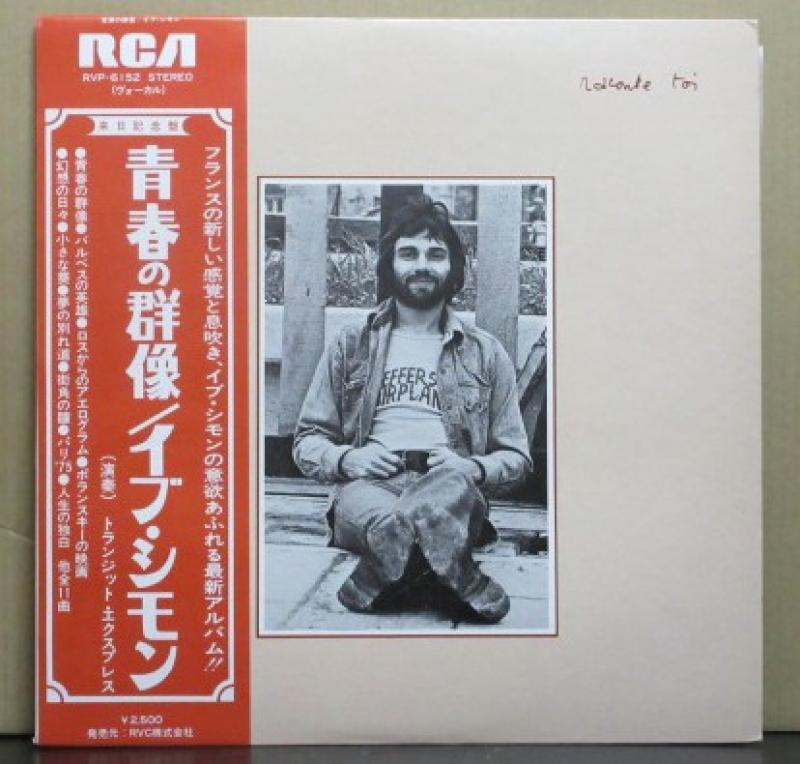 RCA
RVP-6152 STEREO
(ヴォーカル)
来日記念盤
フランスの新しい感覚と息吹き、イブ・シモンの意欲あふれる最新アルバム!!
青春の群像/イブ・シモン
(演奏) トランジット・エクスプレス
●青春の群像●バルベスの英雄●ロスからのアエログラム●ポランスキーの映画
●幻想の日々●小さな憂●夢の別れ道●街角の瞳●パリ'75●人生の独白 他全11曲
¥2,500
発売元:RVC株式会社
Raconte toi
JEFFERS
AIRPLAN